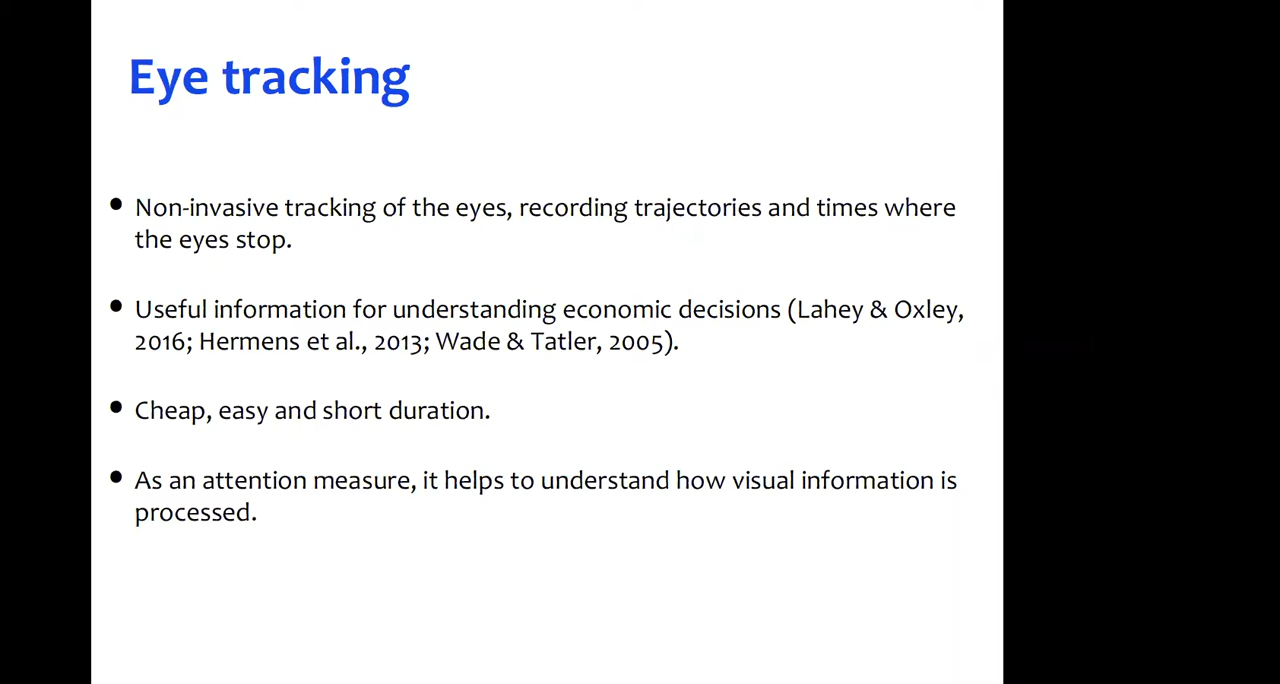 Eye tracking
• Non-invasive tracking of the eyes, recording trajectories and times where
the eyes stop.
• Useful information for understanding economic decisions (Lahey & Oxley,
2016; Hermens et al., 2013; Wade & Tatler, 2005).
• Cheap, easy and short duration.
• As an attention measure, it helps to understand how visual information is
processed.